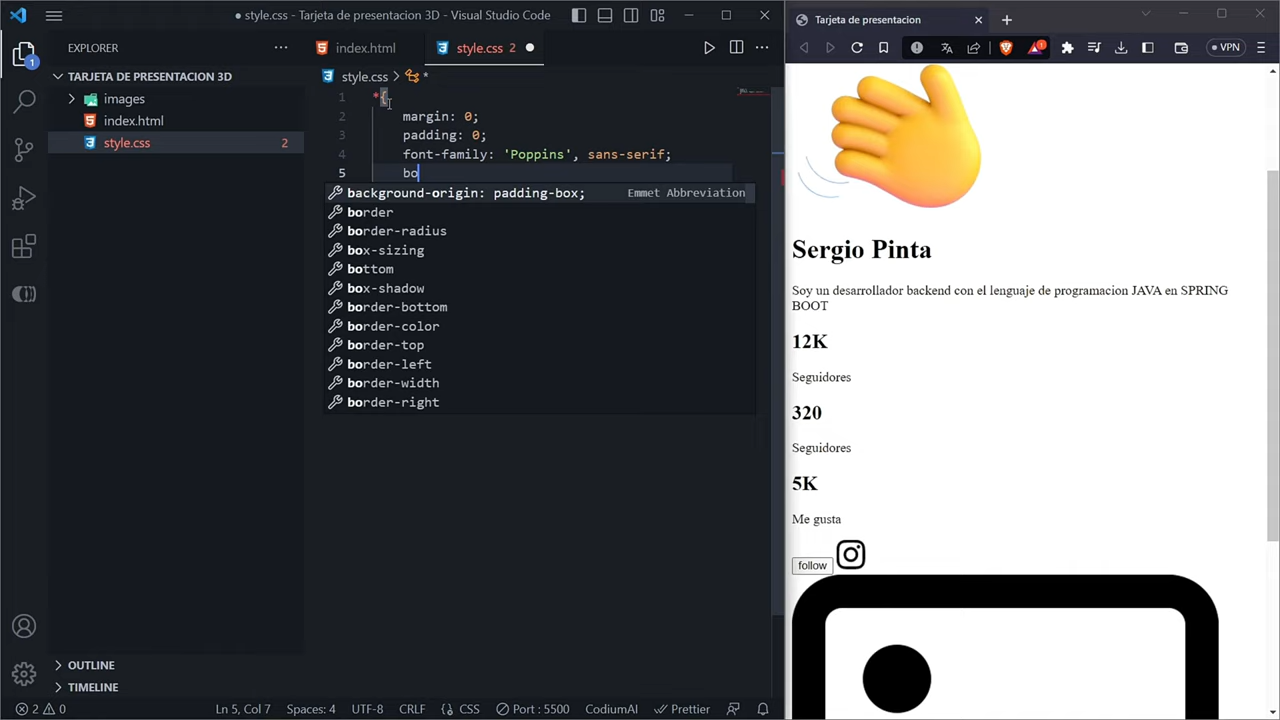 style.css - Tarjeta de presentacion 3D - Visual Studio Code
EXPLORER
TARJETA DE PRESENTACION 3D
images
index.html
style.css
2
1
OUTLINE
TIMELINE
index.html
style.css 2
style.css > *
1 *{
2 margin: 0;
3 padding: 0;
4 font-family: 'Poppins', sans-serif;
5 bo
background-origin: padding-box; Emmet Abbreviation
border
border-radius
box-sizing
bottom
box-shadow
border-bottom
border-color
border-top
border-left
border-width
border-right
2 0
Ln 5, Col 7
Spaces: 4
UTF-8
CRLF
{} CSS
Port : 5500
CodiumAI
Prettier
Tarjeta de presentacion
1
VPN
Sergio Pinta
Soy un desarrollador backend con el lenguaje de programacion JAVA en SPRING
BOOT
12K
Seguidores
320
Seguidores
5K
Me gusta
follow